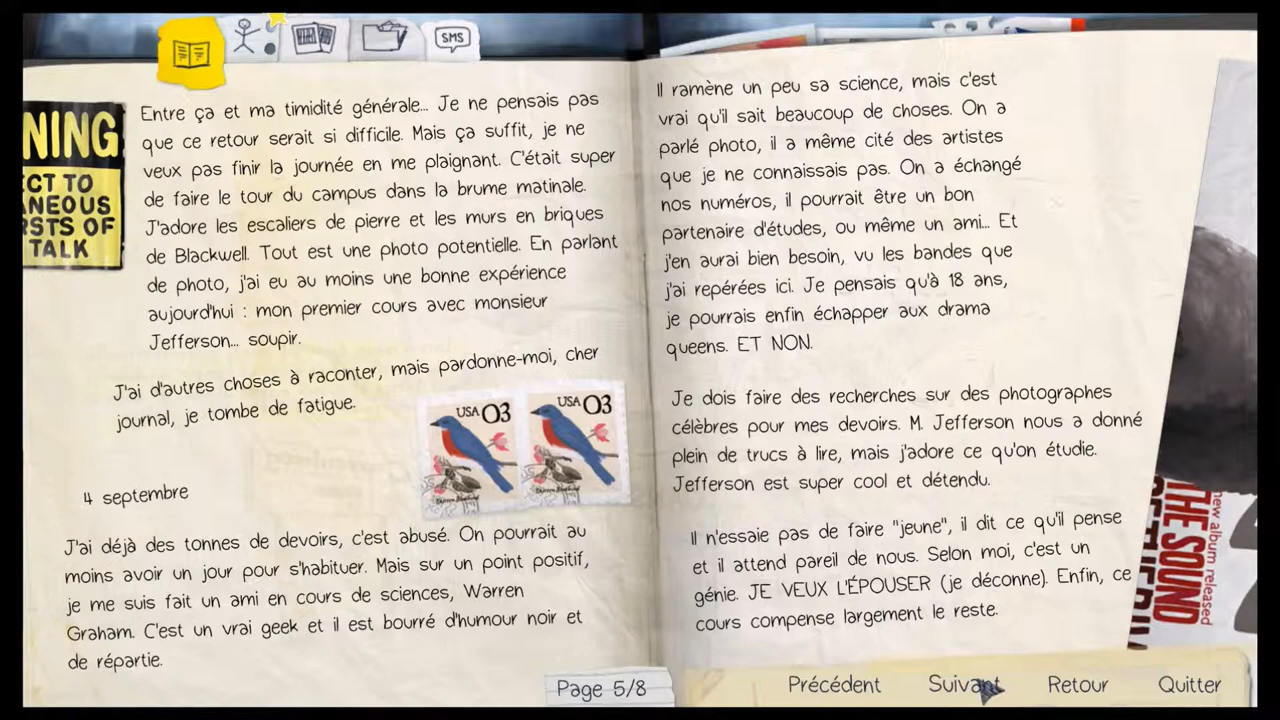 SMS
NING
CT TO
ANEOUS
RSTS OF
TALK
Entre ça et ma timidité générale... Je ne pensais pas
que ce retour serait si difficile. Mais ça suffit, je ne
veux pas finir la journée en me plaignant. C'était super
de faire le tour du campus dans la brume matinale.
J'adore les escaliers de pierre et les murs en briques
de Blackwell. Tout est une photo potentielle. En parlant
de photo, j'ai eu au moins une bonne expérience
aujourd'hui : mon premier cours avec monsieur
Jefferson... soupir.
J'ai d'autres choses à raconter, mais pardonne-moi, cher
journal, je tombe de fatigue.
USA 03
USA 03
4 septembre
J'ai déjà des tonnes de devoirs, c'est abusé. On pourrait au
moins avoir un jour pour s'habituer. Mais sur un point positif,
je me suis fait un ami en cours de sciences, Warren
Graham. C'est un vrai geek et il est bourré d'humour noir et
de répartie.
Il ramène un peu sa science, mais c'est
vrai qu'il sait beaucoup de choses. On a
parlé photo, il a même cité des artistes
que je ne connaissais pas. On a échangé
nos numéros, il pourrait être un bon
partenaire d'études, ou même un ami... Et
j'en aurai bien besoin, vu les bandes que
j'ai repérées ici. Je pensais qu'à 18 ans,
je pourrais enfin échapper aux drama
queens. ET NON.
Je dois faire des recherches sur des photographes
célèbres pour mes devoirs. M. Jefferson nous a donné
plein de trucs à lire, mais j'adore ce qu'on étudie.
Jefferson est super cool et détendu.
Il n'essaie pas de faire "jeune", il dit ce qu'il pense
et il attend pareil de nous. Selon moi, c'est un
génie. JE VEUX L'ÉPOUSER (je déconne). Enfin, ce
cours compense largement le reste.
new album released
THE SOUND
Page 5/8
Précédent
Suivant
Retour
Quitter